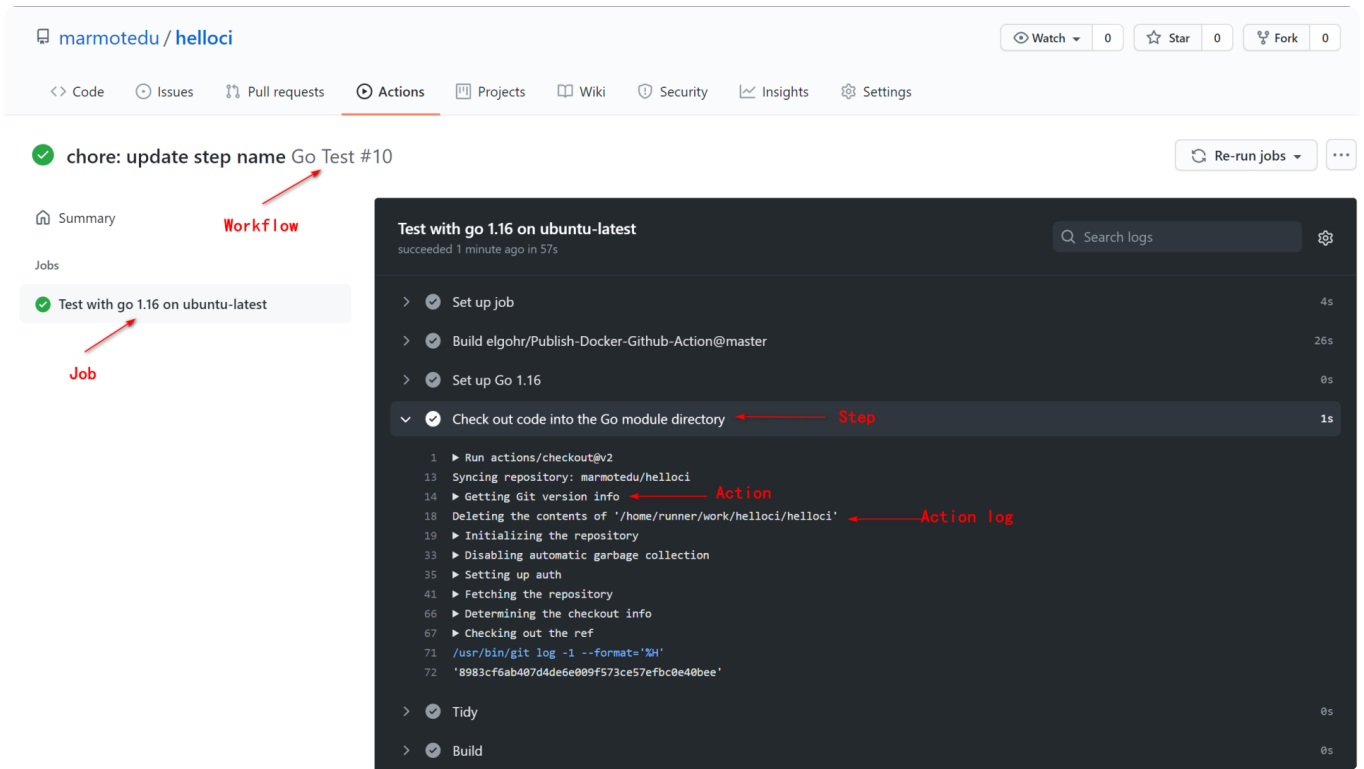 marmotedu / helloci
Watch 0 Star 0 Fork 0
Code Issues Pull requests Actions Projects Wiki Security Insights Settings
chore: update step name Go Test #10
Re-run jobs
Workflow
Summary
Jobs
Test with go 1.16 on ubuntu-latest
Job
Test with go 1.16 on ubuntu-latest
succeeded 1 minute ago in 57s
Search logs
Set up job 4s
Build elgohr/Publish-Docker-Github-Action@master 26s
Set up Go 1.16 0s
Check out code into the Go module directory Step 1s
1 Run actions/checkout@v2
13 Syncing repository: marmotedu/helloci
14 Getting Git version info Action
18 Deleting the contents of '/home/runner/work/helloci/helloci' Action log
19 Initializing the repository
33 Disabling automatic garbage collection
35 Setting up auth
41 Fetching the repository
66 Determining the checkout info
67 Checking out the ref
71 /usr/bin/git log -1 --format='%H'
72 '8983cf6ab407d4de6e009f573ce57efbc0e40bee'
Tidy 0s
Build 0s